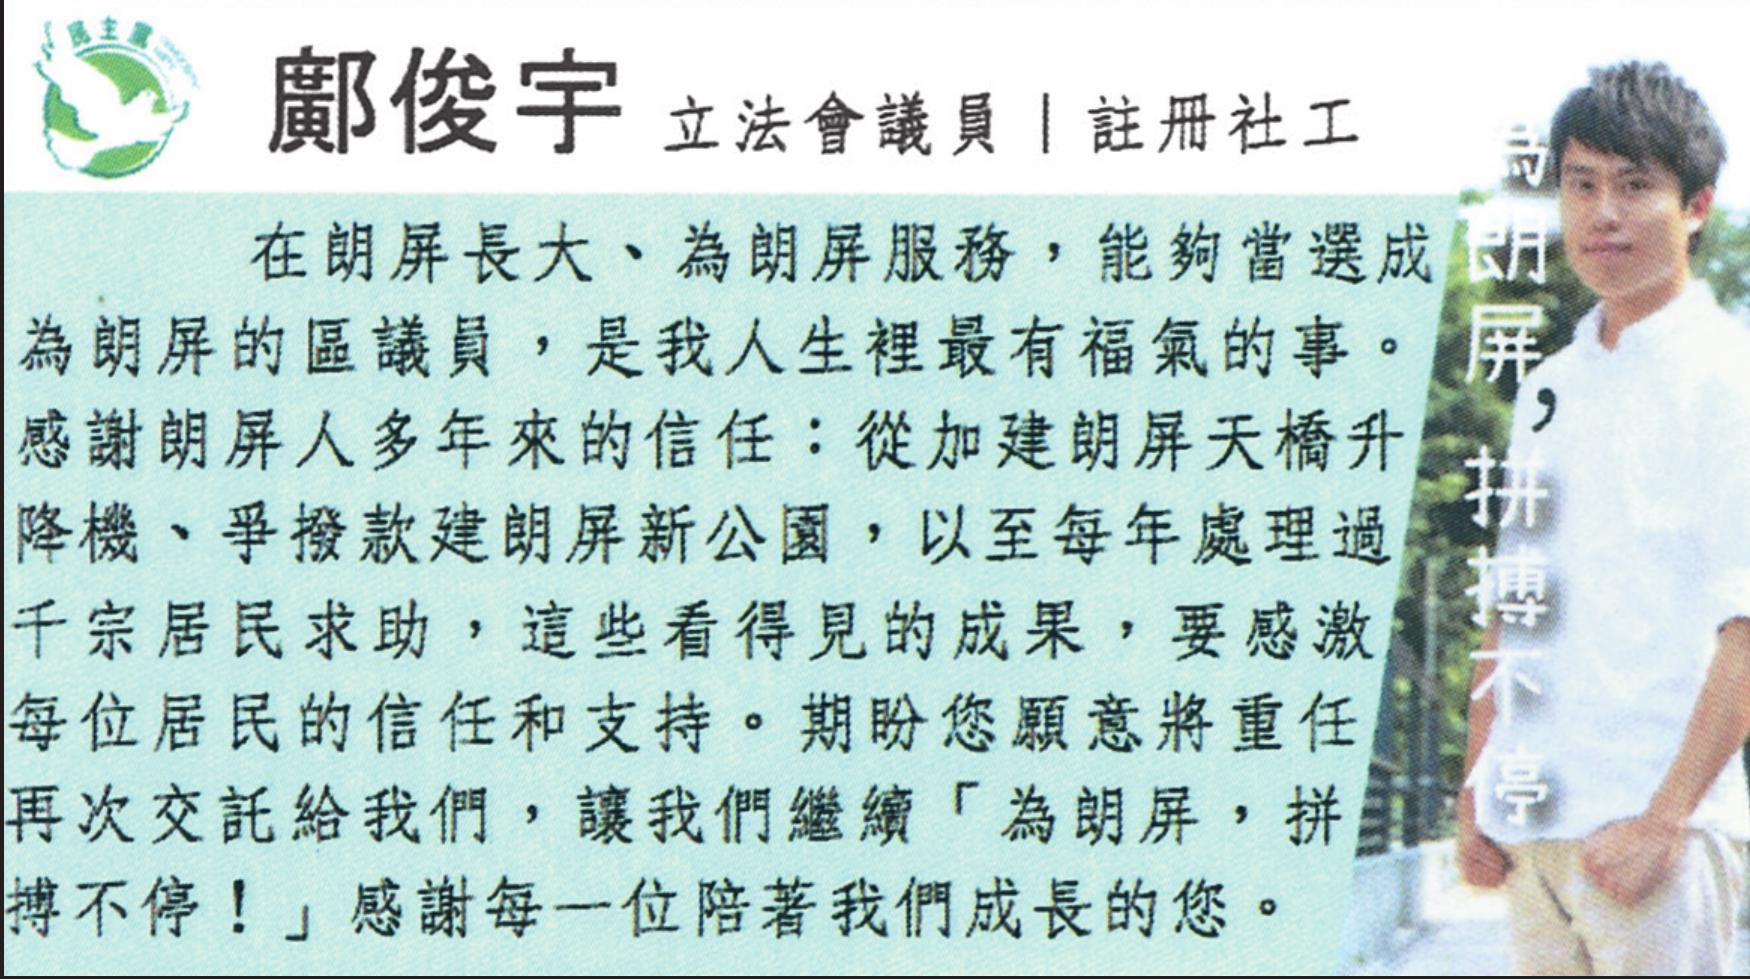 民主黨
鄺俊宇 立法會議員 | 註冊社工
在朗屏長大、為朗屏服務,能夠當選成
為朗屏的區議員,是我人生裡最有福氣的事。
感謝朗屏人多年來的信任:從加建朗屏天橋升
降機、爭撥款建朗屏新公園,以至每年處理過
千宗居民求助,這些看得見的成果,要感激
每位居民的信任和支持。期盼您願意將重任
再次交託給我們,讓我們繼續「為朗屏,拼
搏不停!」感謝每一位陪著我們成長的您。
為朗屏,拼搏不停